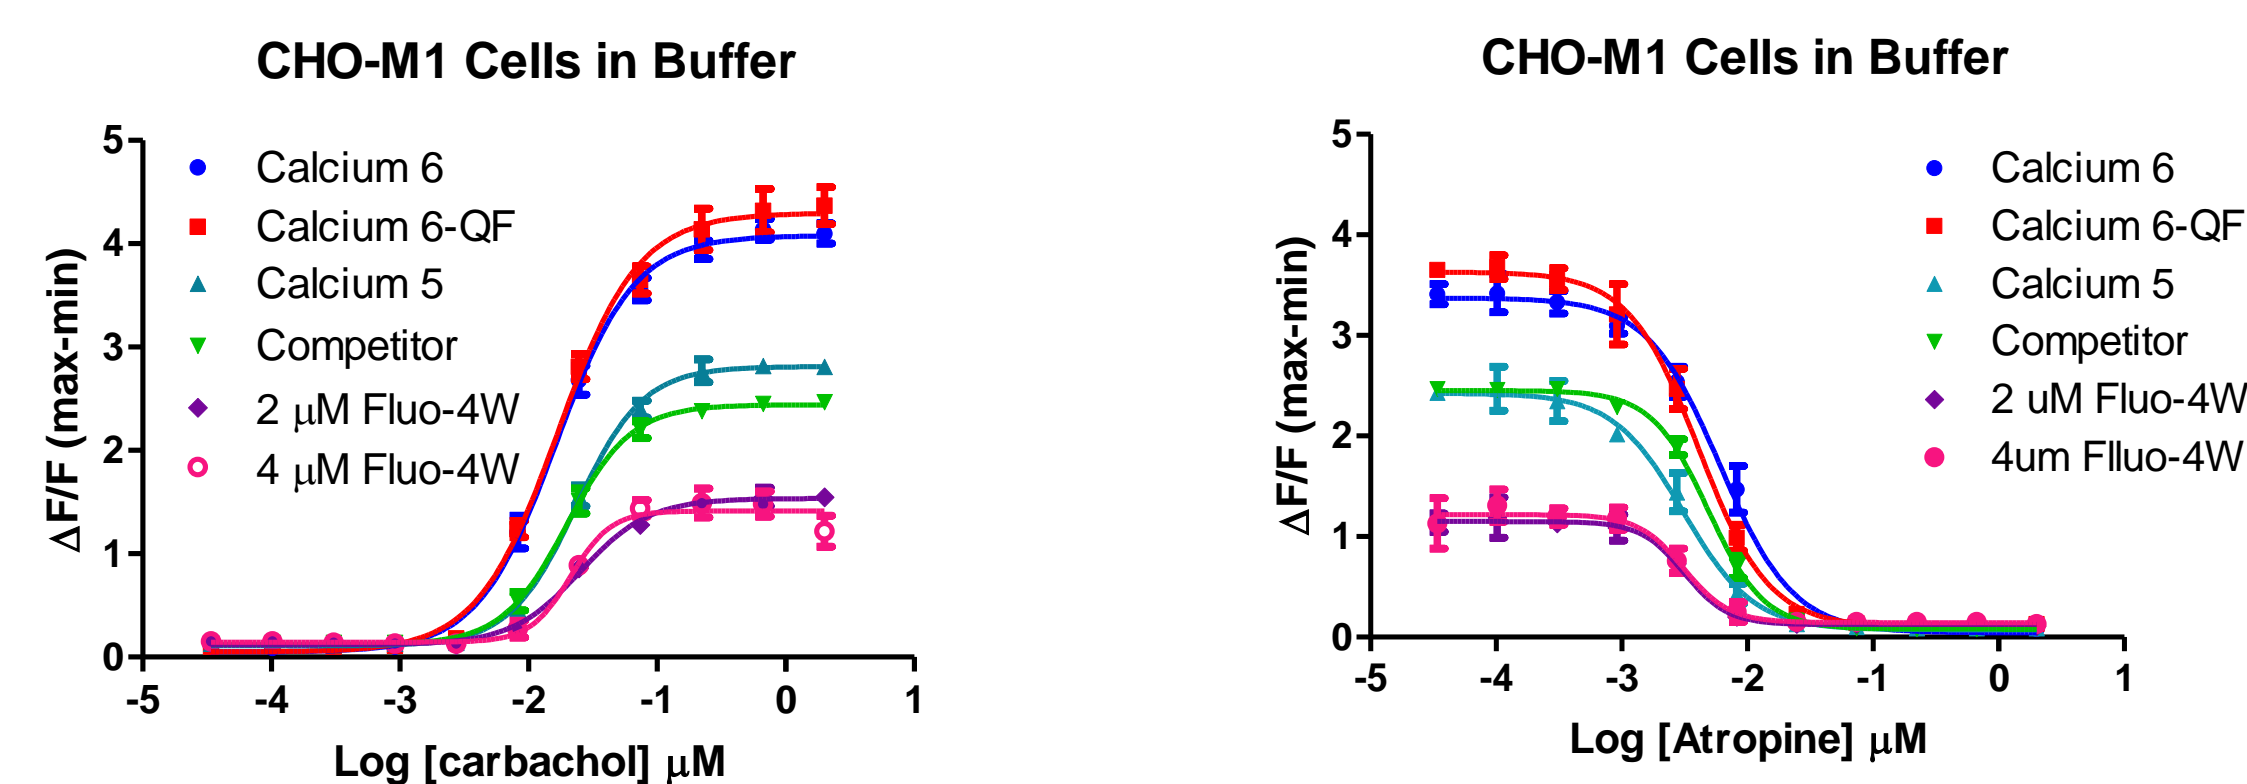 CHO-M1 Cells in Buffer
5
4
3
2
1
0
ΔF/F (max-min)
Calcium 6
Calcium 6-QF
Calcium 5
Competitor
2 μM Fluo-4W
4 μM Fluo-4W
-5 -4 -3 -2 -1 0 1
Log [carbachol] μM
CHO-M1 Cells in Buffer
5
4
3
2
1
0
ΔF/F (max-min)
Calcium 6
Calcium 6-QF
Calcium 5
Competitor
2 uM Fluo-4W
4um Flluo-4W
-5 -4 -3 -2 -1 0 1
Log [Atropine] μM